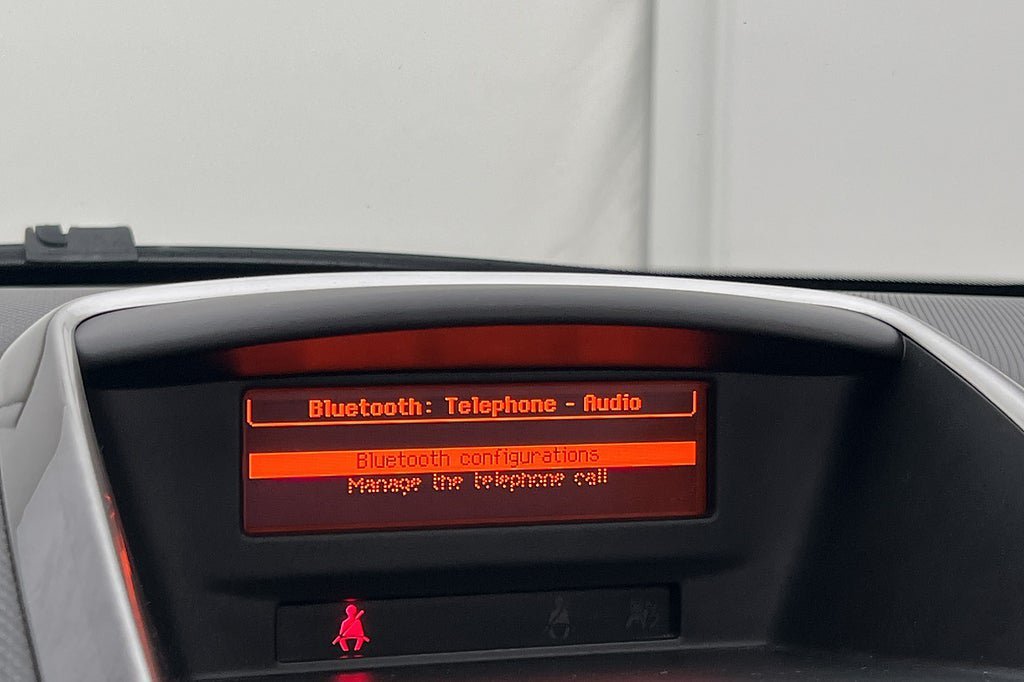 Bluetooth: Telephone - Audio
Bluetooth configurations
Manage the telephone call